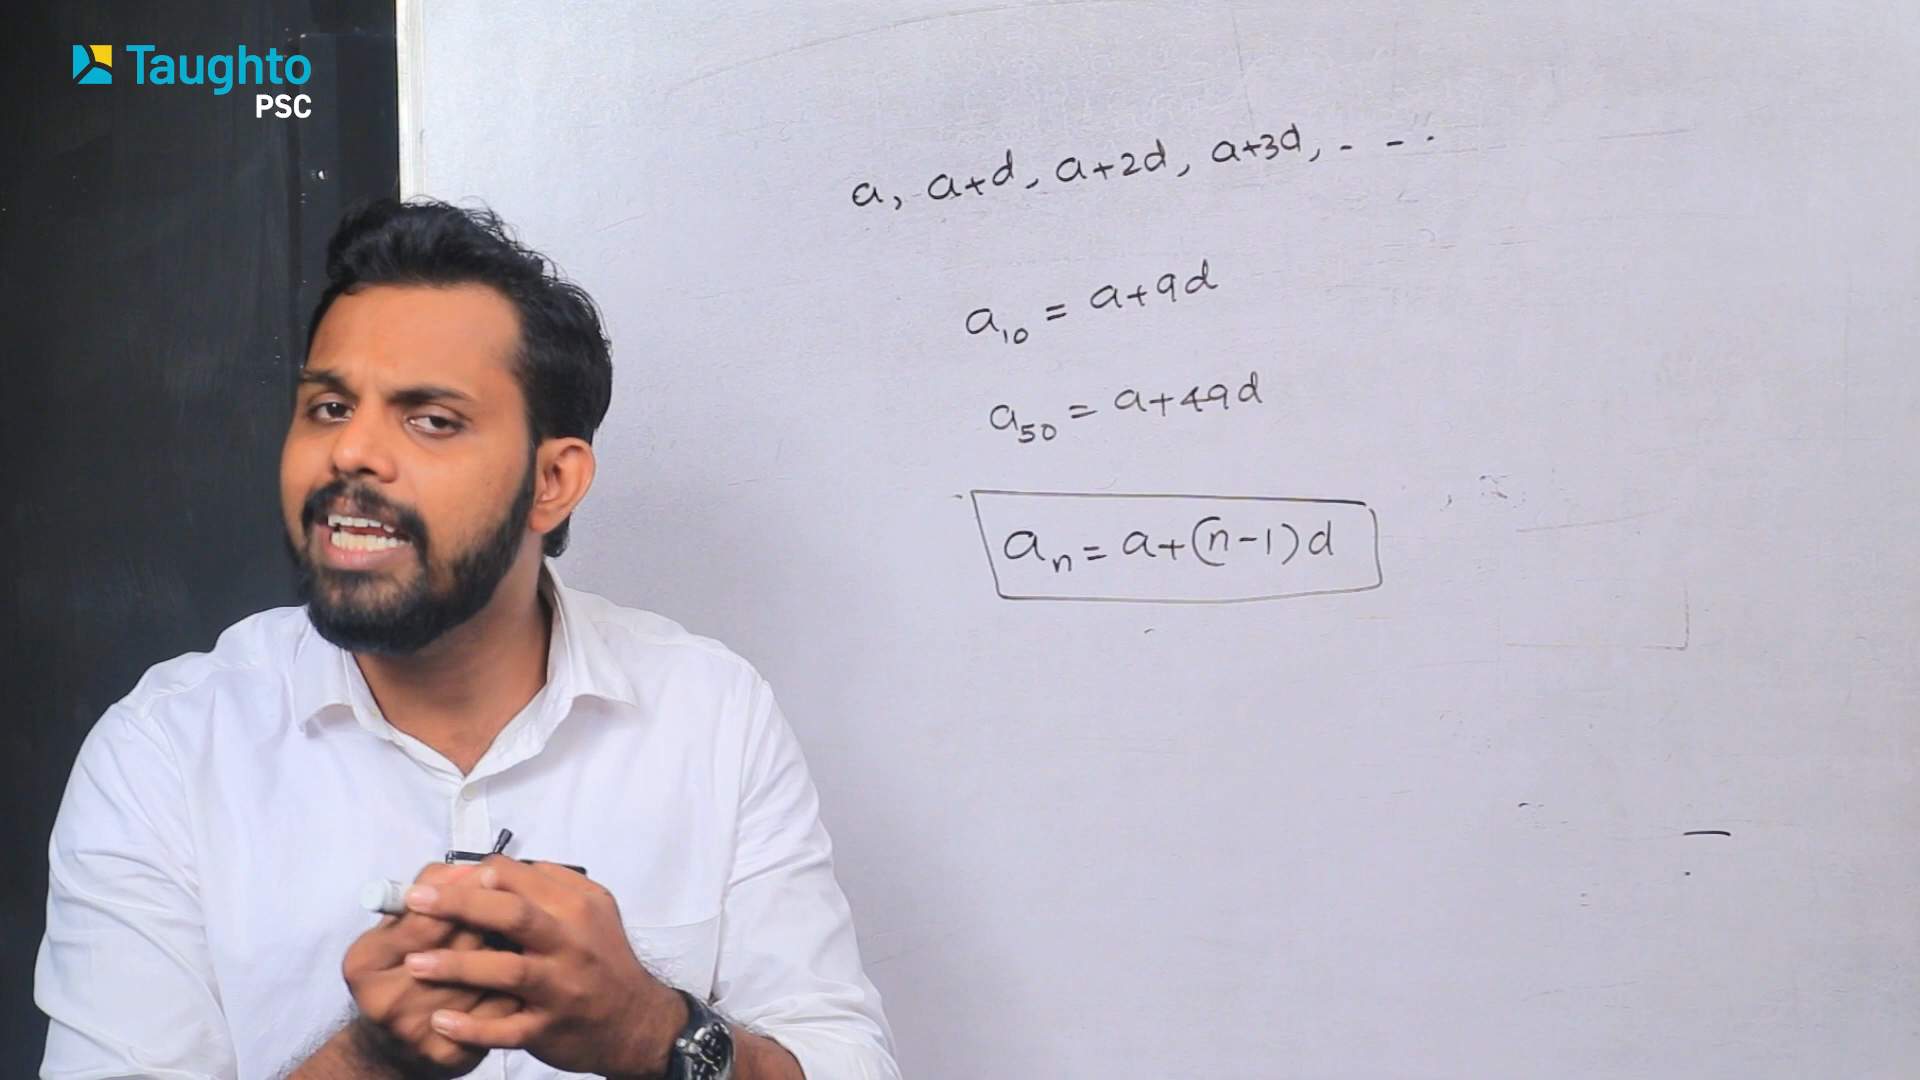 Taughto
PSC
a, a+d, a+2d, a+3d, - - -
a₁₀ = a+9d
a₅₀ = a+49d
aₙ = a+(n-1)d